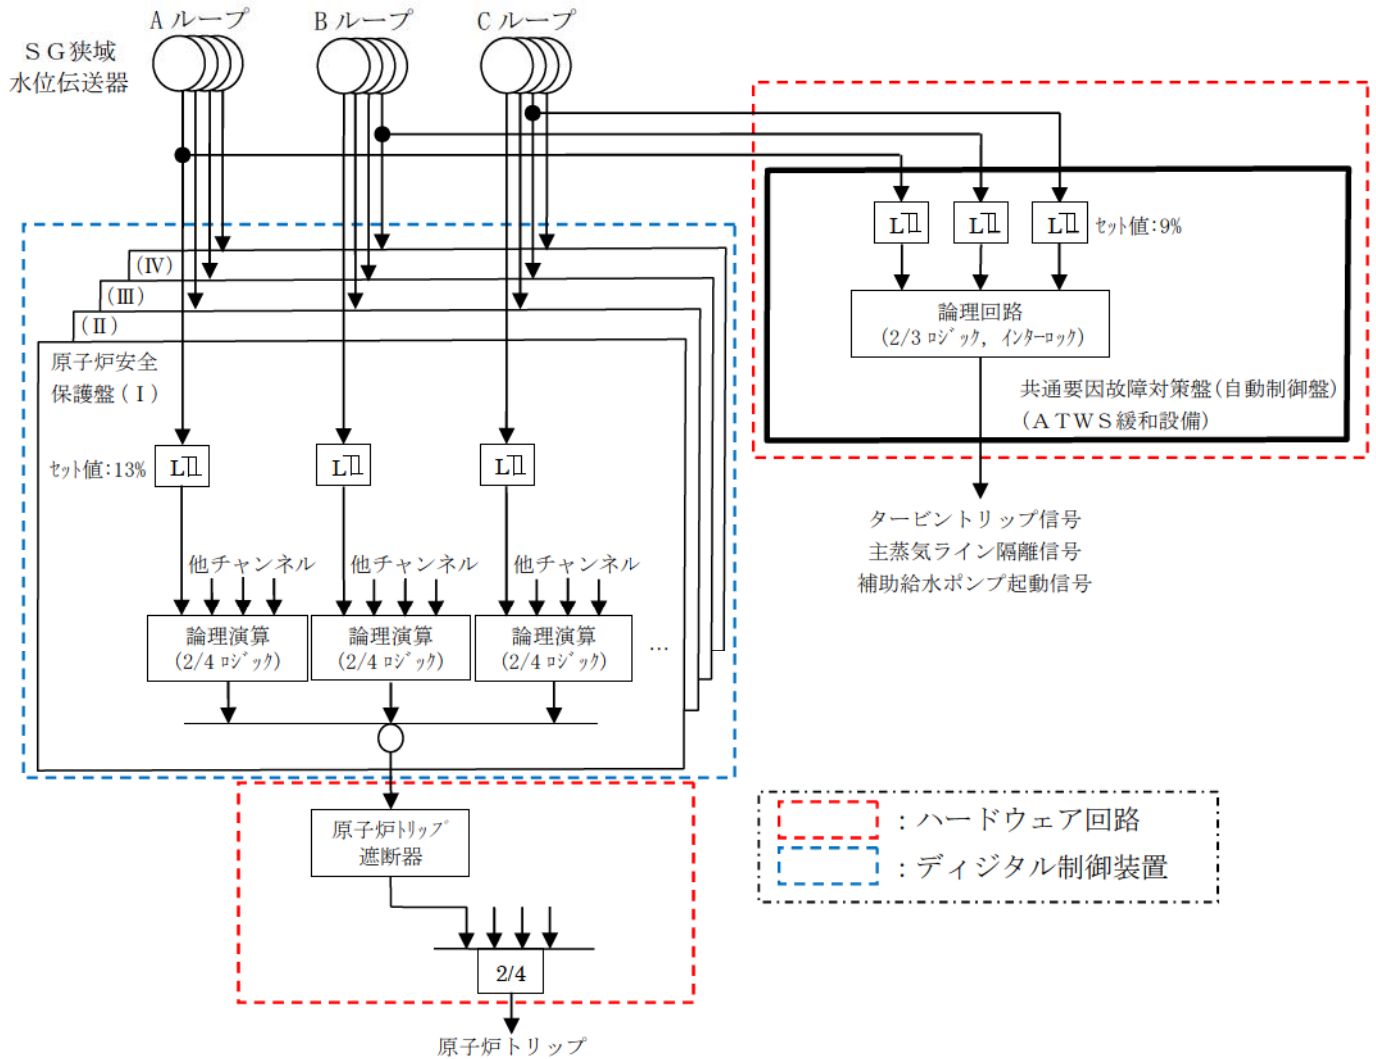 Aループ
Bループ
Cループ
SG狭域
水位伝送器
L
L
L
セット値:9%
論理回路
(2/3 ロジック, インターロック)
共通要因故障対策盤(自動制御盤)
(ATWS緩和設備)
タービントリップ信号
主蒸気ライン隔離信号
補助給水ポンプ起動信号
(Ⅳ)
(Ⅲ)
(Ⅱ)
原子炉安全
保護盤(Ⅰ)
セット値:13%
L
L
L
他チャンネル
他チャンネル
他チャンネル
論理演算
(2/4 ロジック)
論理演算
(2/4 ロジック)
論理演算
(2/4 ロジック)
…
原子炉トリップ
遮断器
2/4
原子炉トリップ
:ハードウェア回路
:ディジタル制御装置